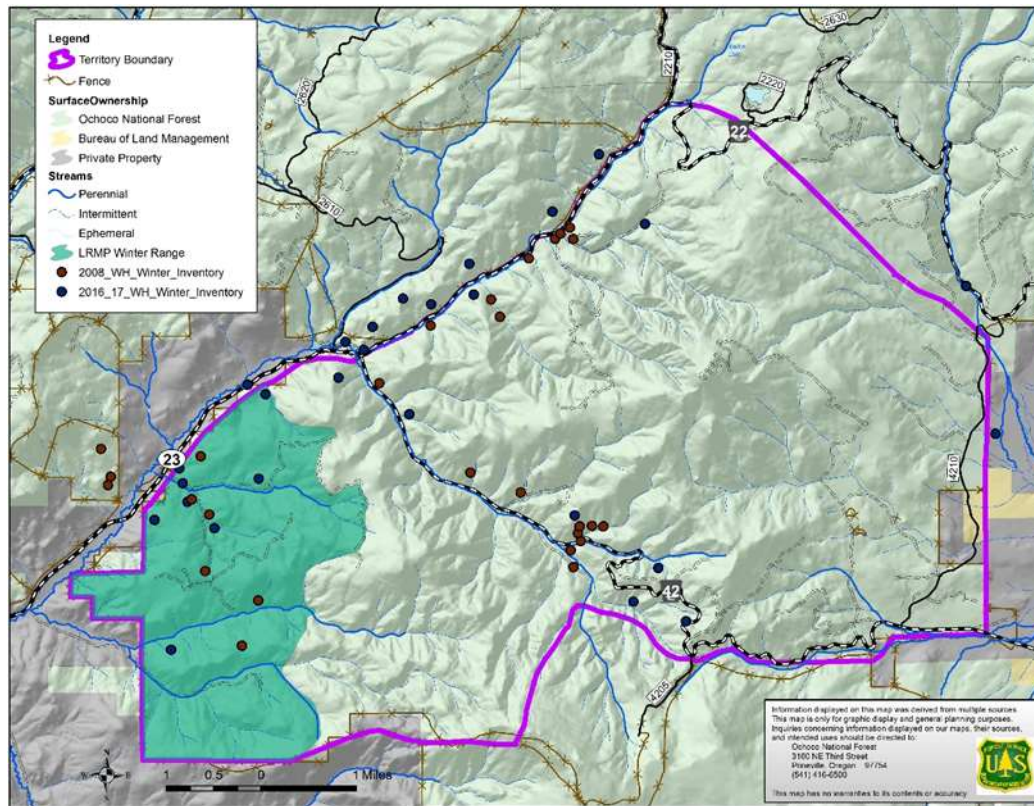 Legend
Territory Boundary
Fence
SurfaceOwnership
Ochoco National Forest
Bureau of Land Management
Private Property
Streams
Perennial
Intermittent
Ephemeral
LRMP Winter Range
2008_WH_Winter_Inventory
2016_17_WH_Winter_Inventory
2630
2210
2220
2620
22
2610
23
4210
42
4205
1 0.5 0 1 Miles
Information displayed on this map was derived from multiple sources.
This map is only for graphic display and general planning purposes.
Inquiries concerning information displayed on our maps, their sources,
and intended uses should be directed to:
Ochoco National Forest
3160 NE Third Street
Prineville, Oregon 97754
(541) 416-6500
This map has no warranties to its contents or accuracy
FOREST SERVICE
U S